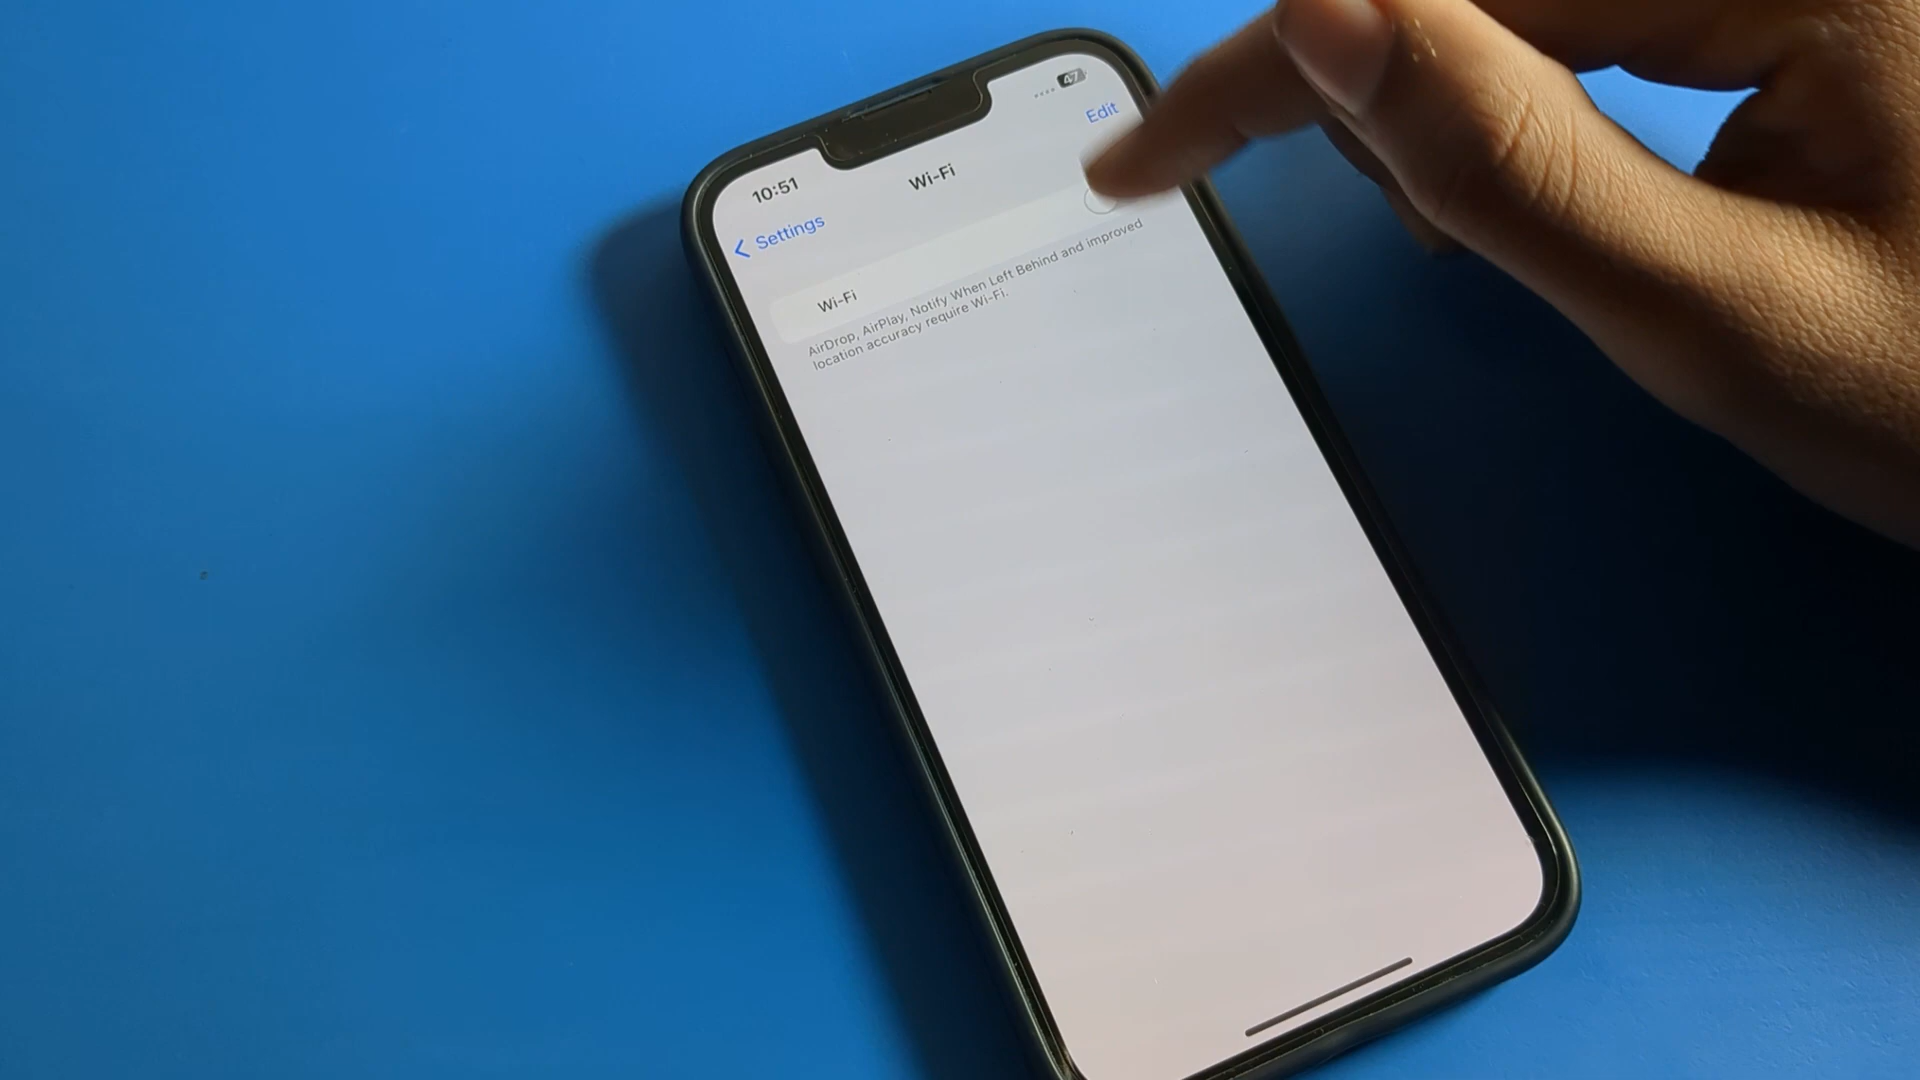 10:51
47
Edit
Settings
Wi-Fi
Wi-Fi
AirDrop, AirPlay, Notify When Left Behind and improved
location accuracy require Wi-Fi.